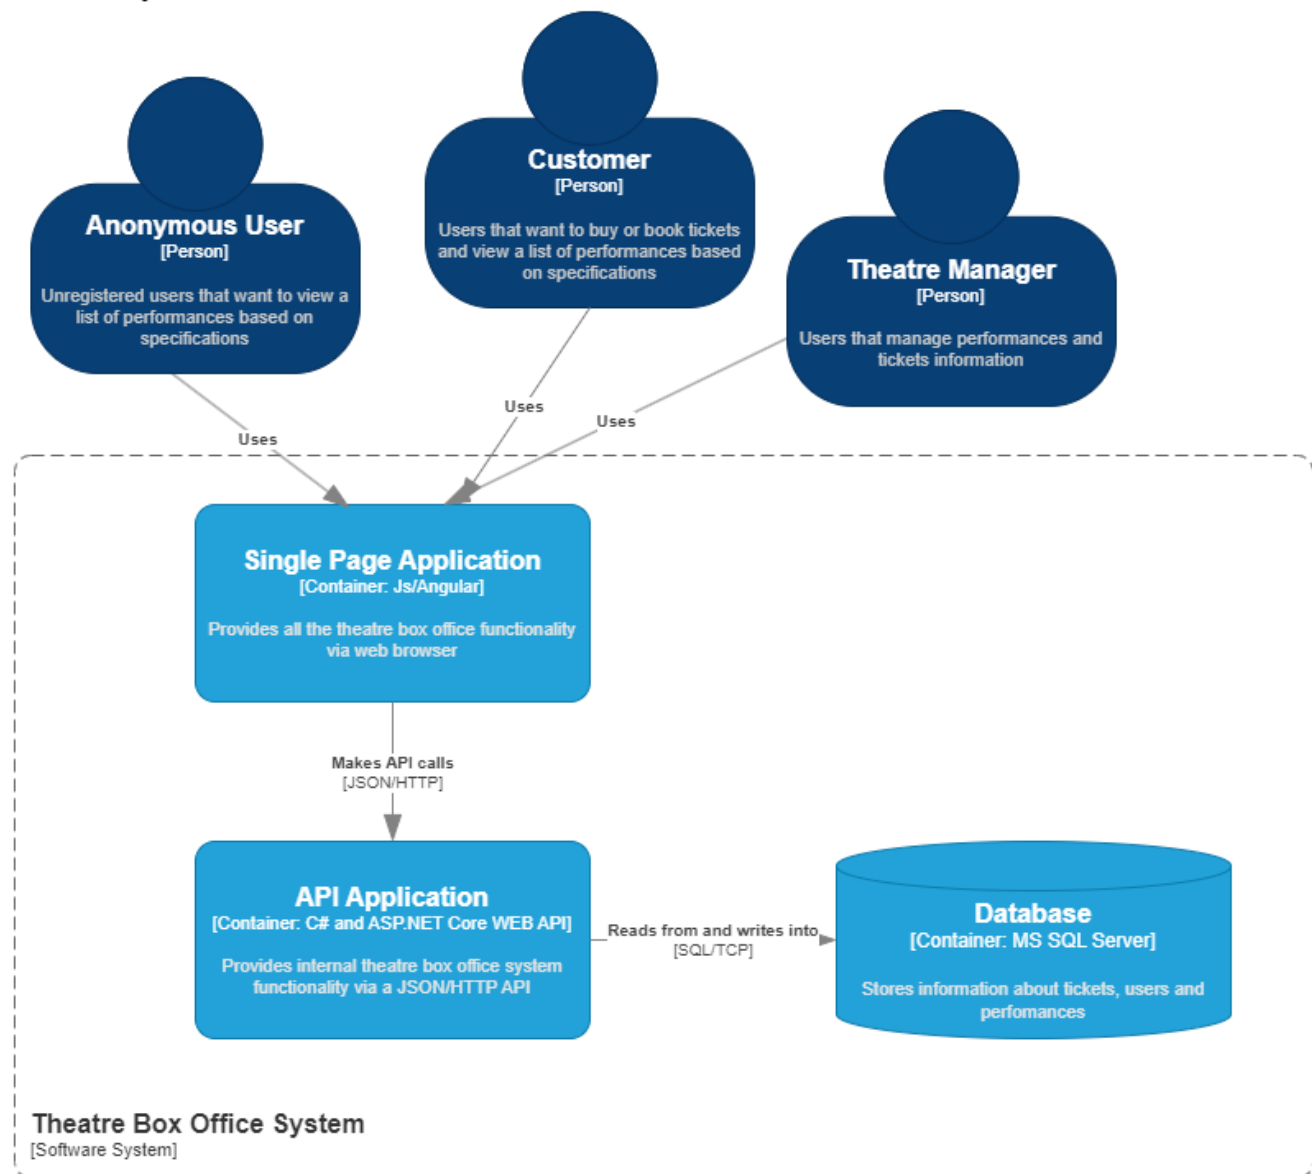 Customer
[Person]
Users that want to buy or book tickets
and view a list of performances based
on specifications
Anonymous User
[Person]
Unregistered users that want to view a
list of performances based on
specifications
Theatre Manager
[Person]
Users that manage performances and
tickets information
Uses
Uses
Uses
Single Page Application
[Container: Js/Angular]
Provides all the theatre box office functionality
via web browser
Makes API calls
[JSON/HTTP]
API Application
[Container: C# and ASP.NET Core WEB API]
Provides internal theatre box office system
functionality via a JSON/HTTP API
Reads from and writes into
[SQL/TCP]
Database
[Container: MS SQL Server]
Stores information about tickets, users and
perfomances
Theatre Box Office System
[Software System]